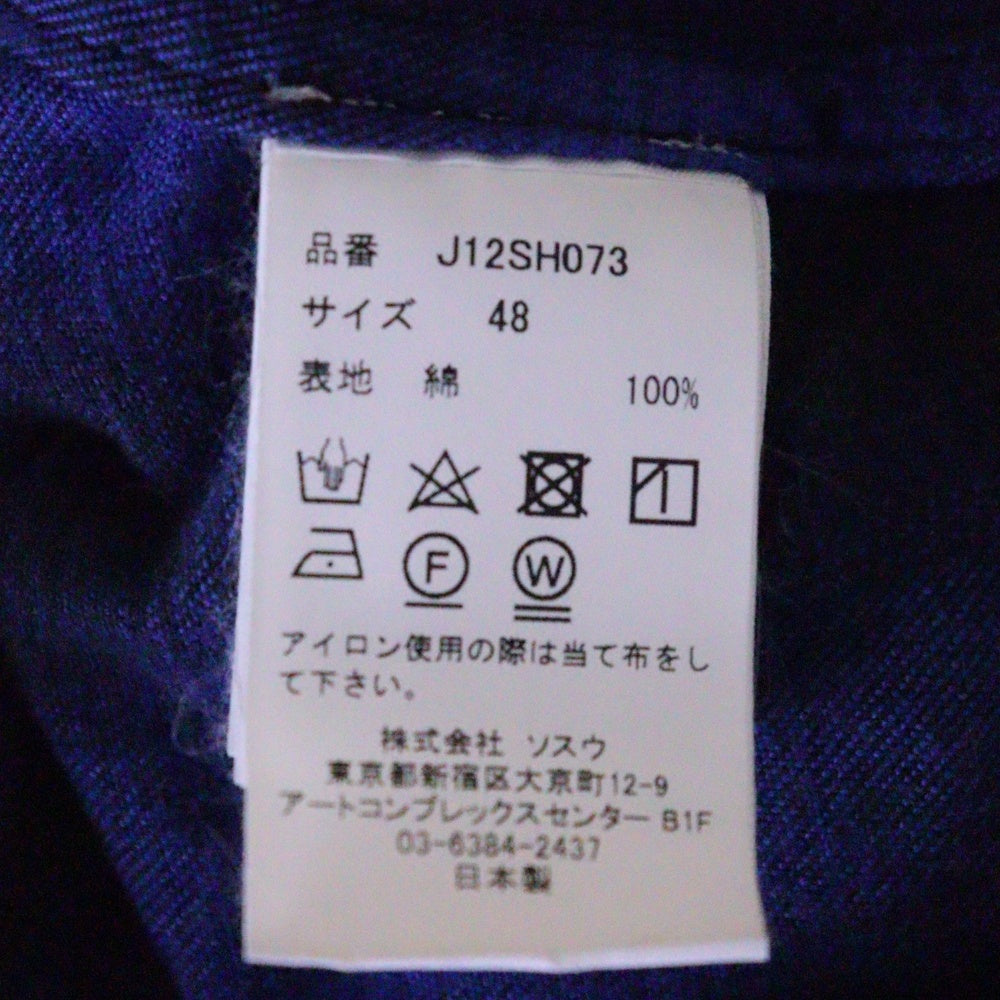 品番 J12SH073
サイズ 48
表地 綿 100%
F W
アイロン使用の際は当て布をし
て下さい。
株式会社 ソスウ
東京都新宿区大京町12-9
アートコンプレックスセンター B1F
03-6384-2437
日本製